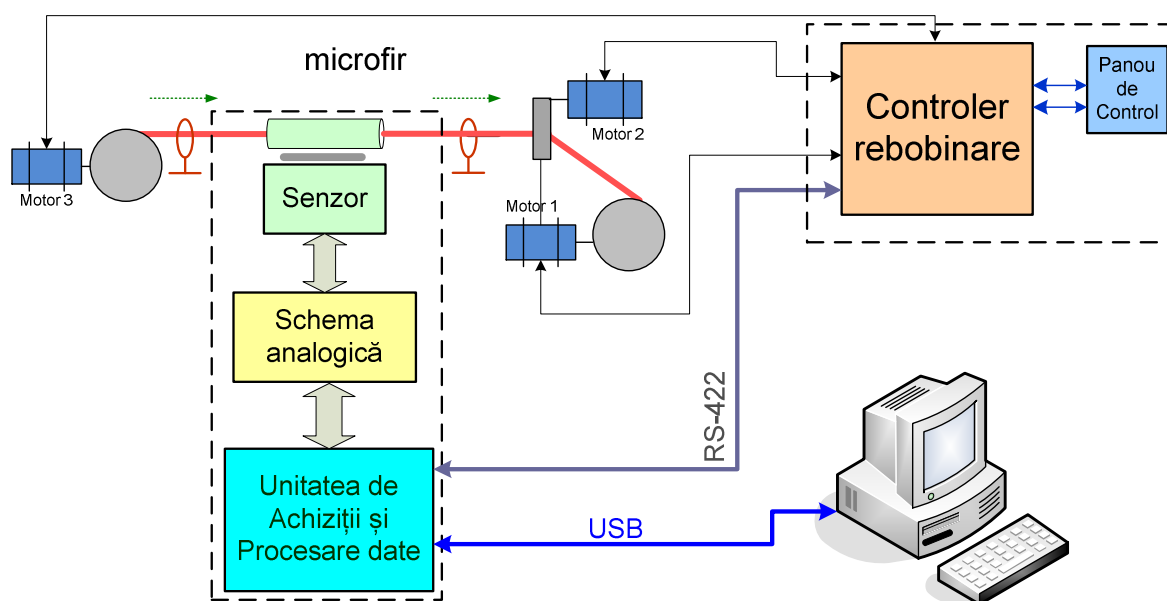 microfir
Motor 3
Motor 2
Motor 1
Senzor
Schema
analogică
Unitatea de
Achiziții și
Procesare date
Controler
rebobinare
Panou
de
Control
RS-422
USB